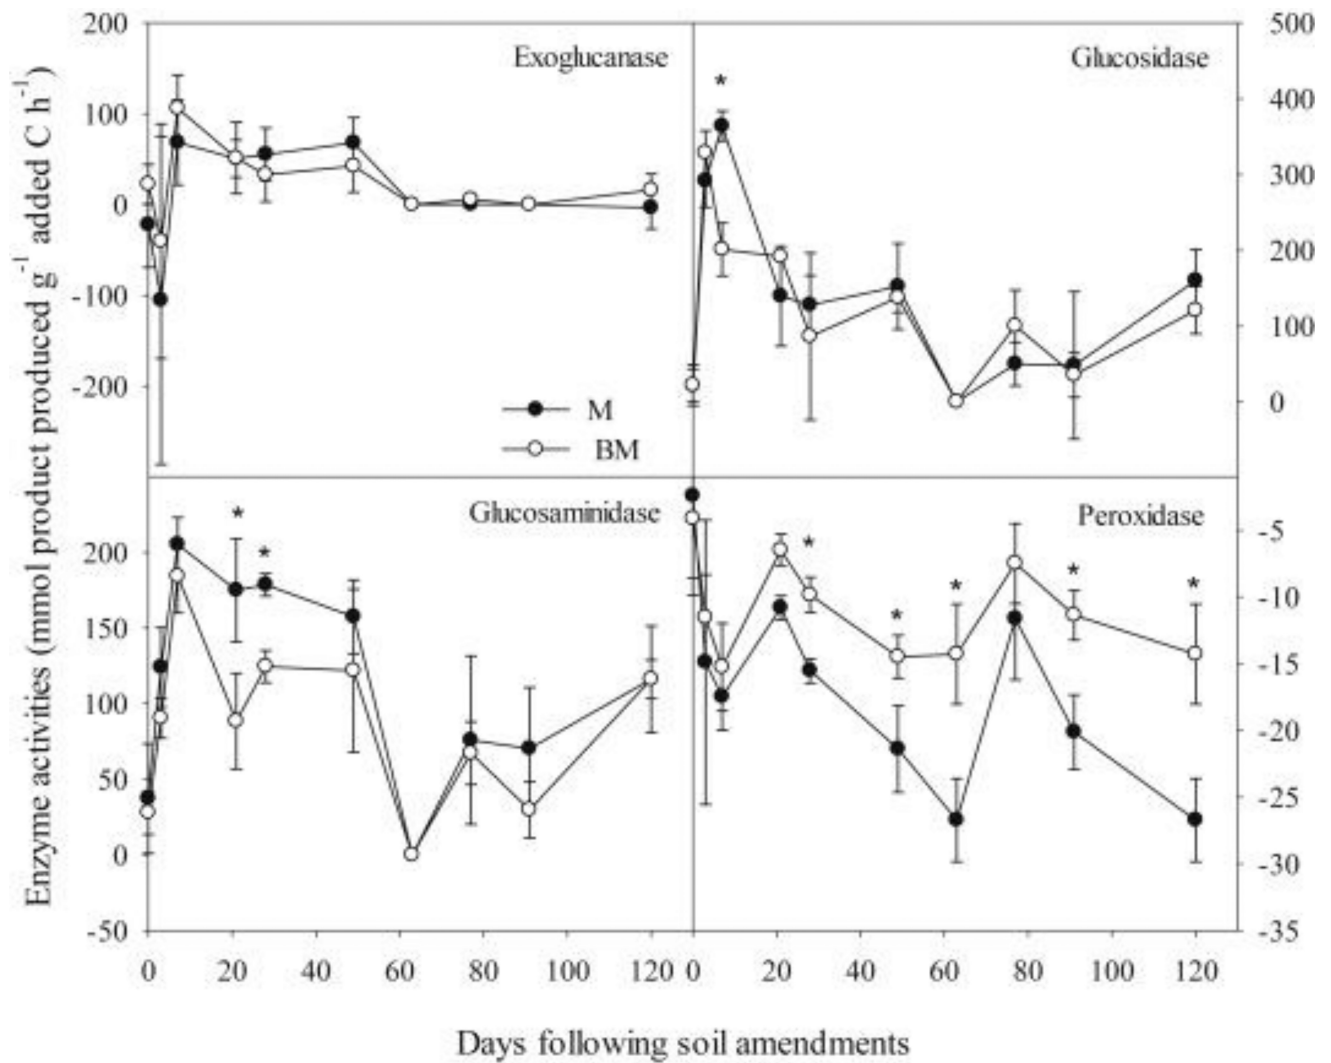 Enzyme activities (mmol product produced g⁻¹ added C h⁻¹)
200
100
0
-100
-200
Exoglucanase
M
BM
Glucosidase
*
500
400
300
200
100
0
200
150
100
50
0
-50
Glucosaminidase
* *
Peroxidase
* * * * *
-5
-10
-15
-20
-25
-30
-35
0 20 40 60 80 100 120 0 20 40 60 80 100 120
Days following soil amendments